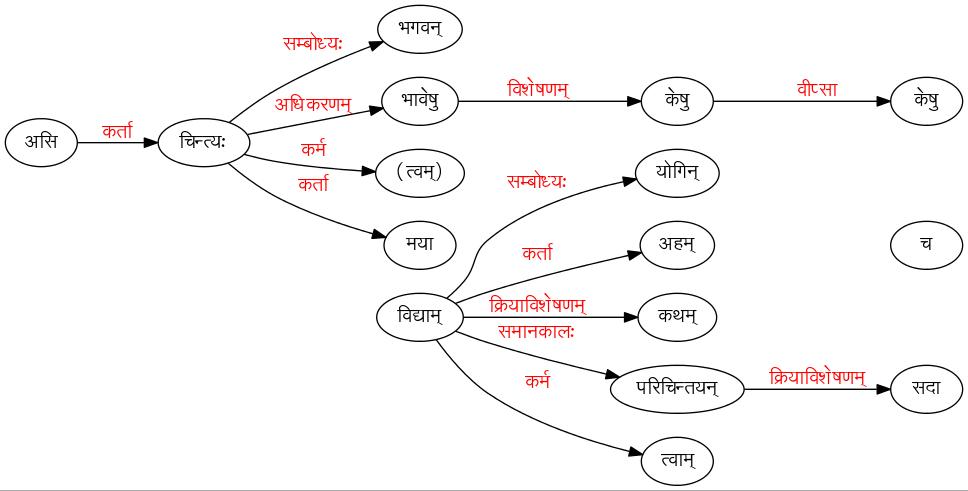 भगवन्
सम्बोध्यः
अधिकरणम्
भावेषु
विशेषणम्
केषु
वीप्सा
केषु
असि
कर्ता
चिन्त्यः
कर्म
(त्वम्)
कर्ता
सम्बोध्यः
योगिन्
मया
कर्ता
अहम्
च
विद्याम्
क्रियाविशेषणम्
कथम्
समानकालः
कर्म
परिचिन्तयन्
क्रियाविशेषणम्
सदा
त्वाम्